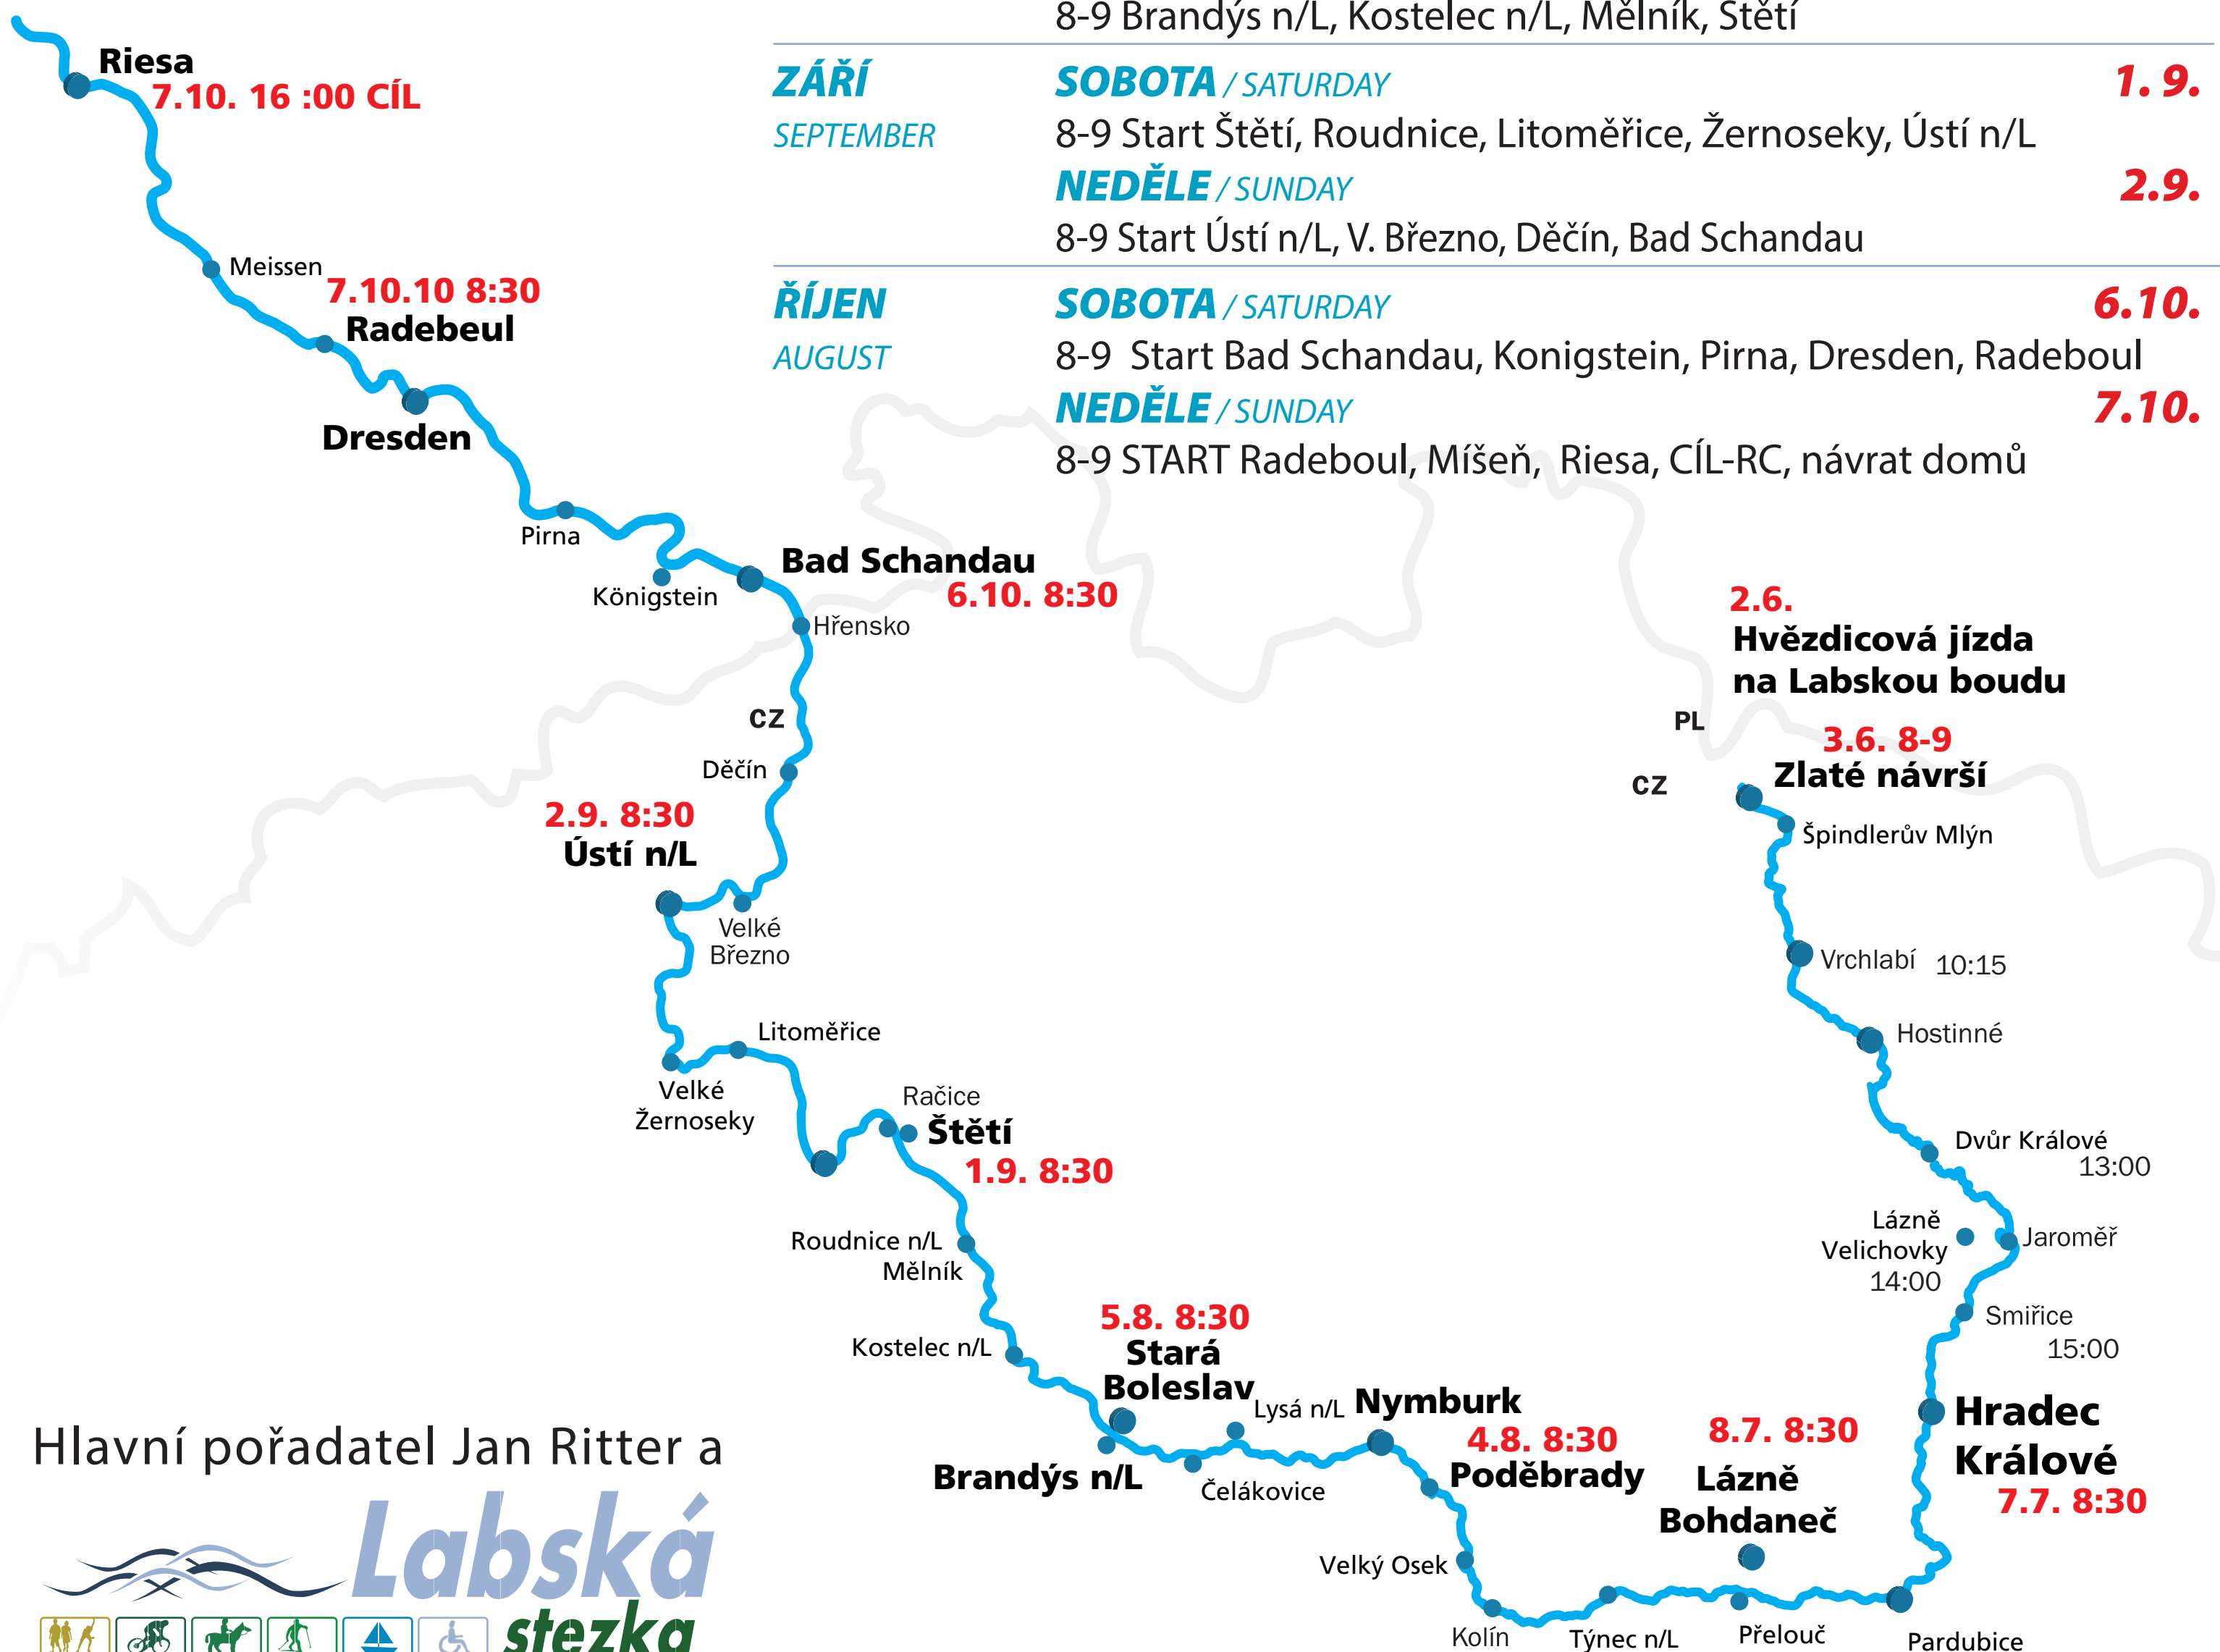 8-9 Brandýs n/L, Kostelec n/L, Mělník, Štětí
ZÁŘÍ SOBOTA / SATURDAY 1. 9.
SEPTEMBER 8-9 Start Štětí, Roudnice, Litoměřice, Žernoseky, Ústí n/L
NEDĚLE / SUNDAY 2.9.
8-9 Start Ústí n/L, V. Březno, Děčín, Bad Schandau
ŘÍJEN SOBOTA / SATURDAY 6.10.
AUGUST 8-9 Start Bad Schandau, Konigstein, Pirna, Dresden, Radeboul
NEDĚLE / SUNDAY 7.10.
8-9 START Radeboul, Míšeň, Riesa, CÍL-RC, návrat domů
Riesa
7.10. 16 :00 CÍL
Meissen
7.10.10 8:30
Radebeul
Dresden
Pirna
Königstein
Bad Schandau
6.10. 8:30
Hřensko
CZ
Děčín
2.9. 8:30
Ústí n/L
Velké
Březno
Litoměřice
Velké
Žernoseky
Račice
Štětí
1.9. 8:30
Roudnice n/L
Mělník
Kostelec n/L
5.8. 8:30
Stará
Boleslav
Brandýs n/L
Lysá n/L
Čelákovice
Nymburk
4.8. 8:30
Poděbrady
Velký Osek
Kolín
Týnec n/L
8.7. 8:30
Lázně
Bohdaneč
Přelouč
Pardubice
2.6.
Hvězdicová jízda
na Labskou boudu
PL
CZ
3.6. 8-9
Zlaté návrší
Špindlerův Mlýn
Vrchlabí 10:15
Hostinné
Dvůr Králové
13:00
Lázně
Velichovky
14:00
Jaroměř
Smiřice
15:00
Hradec
Králové
7.7. 8:30
Hlavní pořadatel Jan Ritter a
Labská
stezka